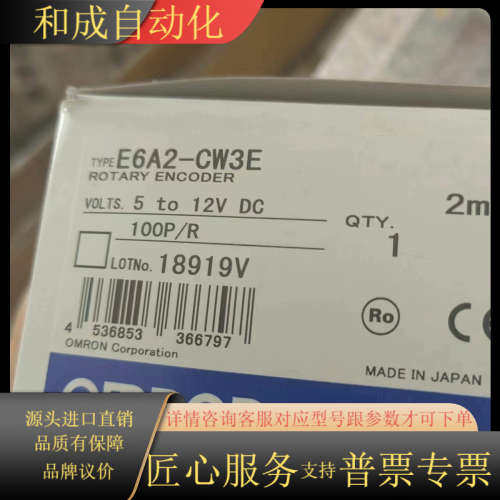 和成自动化
TYPE E6A2-CW3E
ROTARY ENCODER
VOLTS. 5 to 12V DC
100P/R
QTY.
1
2m
LOTNo. 18919V
4 536853 366797
OMRON Corporation
Ro
CE
MADE IN JAPAN
源头进口直销
品质有保障
品牌议价
详情咨询客服对应型号跟参数才可下单
匠心服务支持普票专票